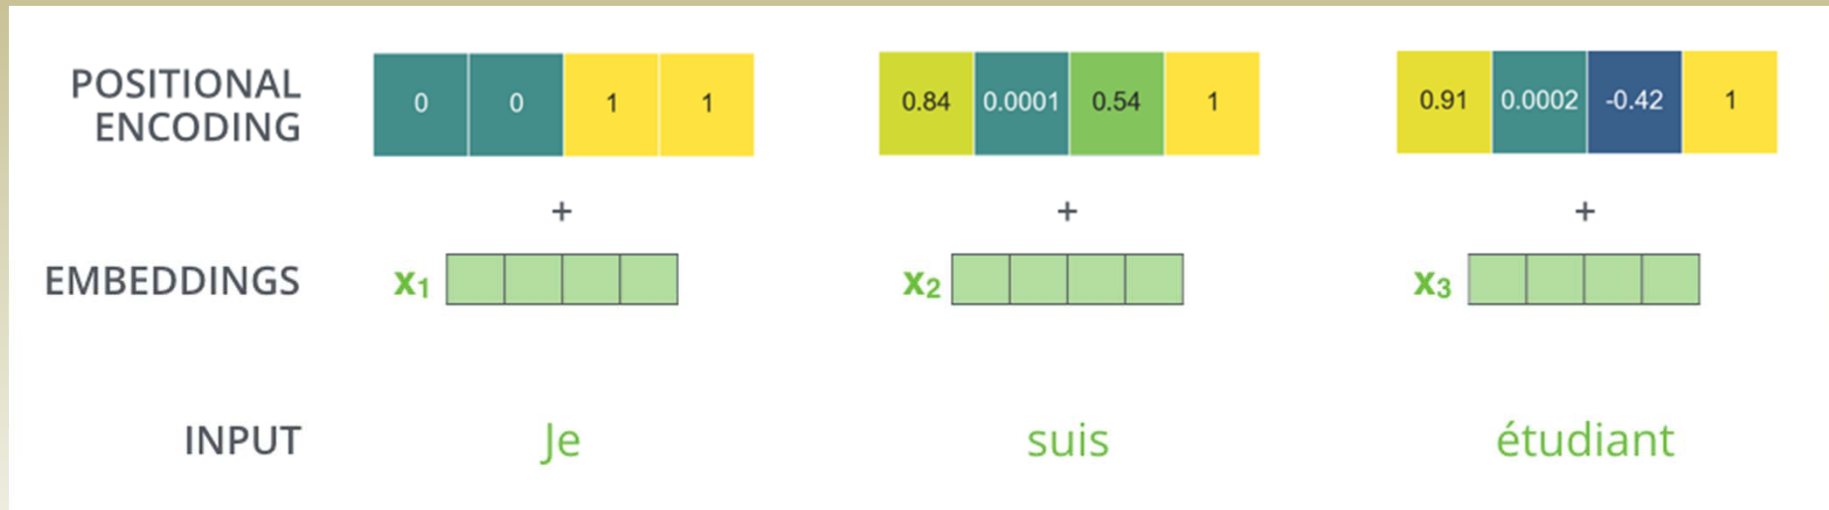 POSITIONAL
ENCODING
0 0 1 1
0.84 0.0001 0.54 1
0.91 0.0002 -0.42 1
+ + +
EMBEDDINGS
x1 x2 x3
INPUT
Je suis étudiant